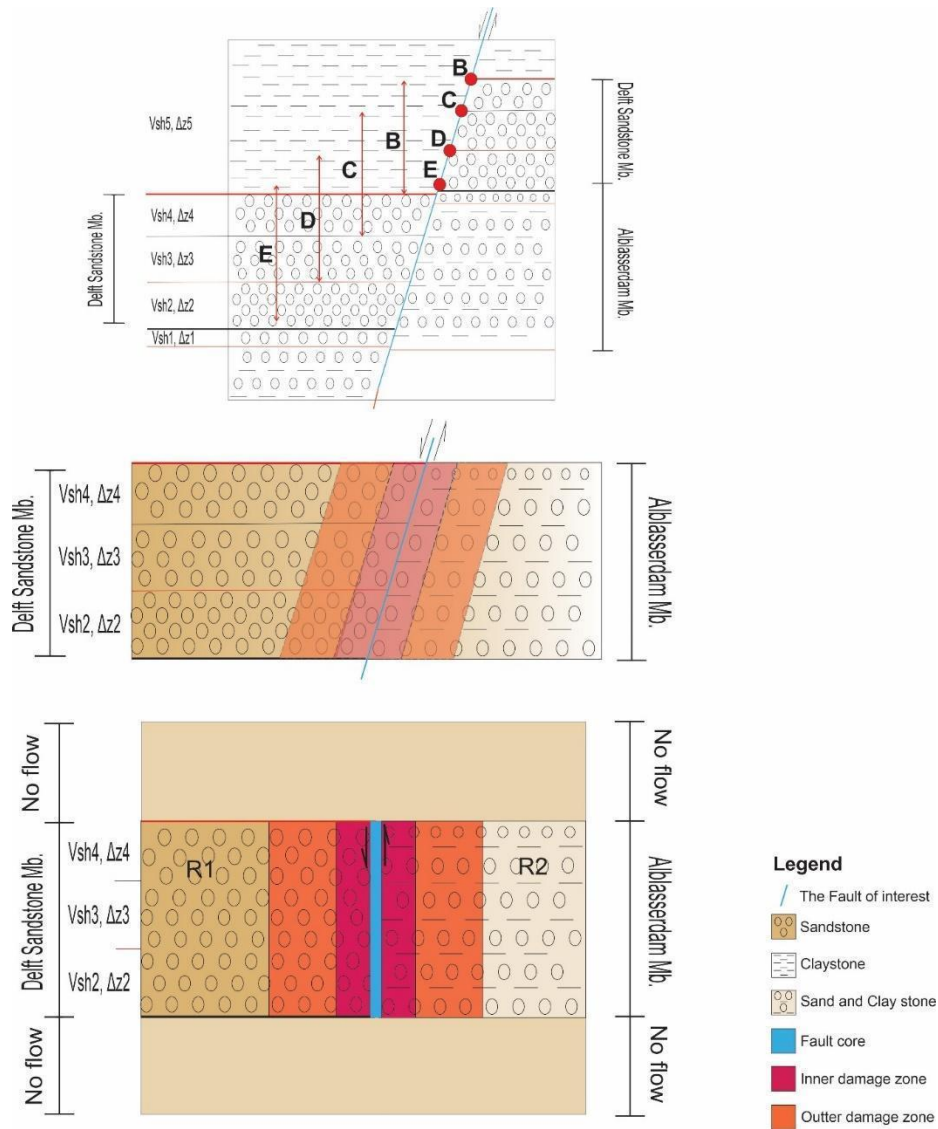 B
C
D
E
B
C
D
E
Vsh5, Δz5
Vsh4, Δz4
Vsh3, Δz3
Vsh2, Δz2
Vsh1, Δz1
Delft Sandstone Mb.
Delft Sandstone Mb.
Alblasserdam Mb.
Delft Sandstone Mb.
Vsh4, Δz4
Vsh3, Δz3
Vsh2, Δz2
Alblasserdam Mb.
No flow
No flow
Delft Sandstone Mb.
Vsh4, Δz4
Vsh3, Δz3
Vsh2, Δz2
R1
R2
Alblasserdam Mb.
No flow
No flow
Legend
The Fault of interest
Sandstone
Claystone
Sand and Clay stone
Fault core
Inner damage zone
Outter damage zone